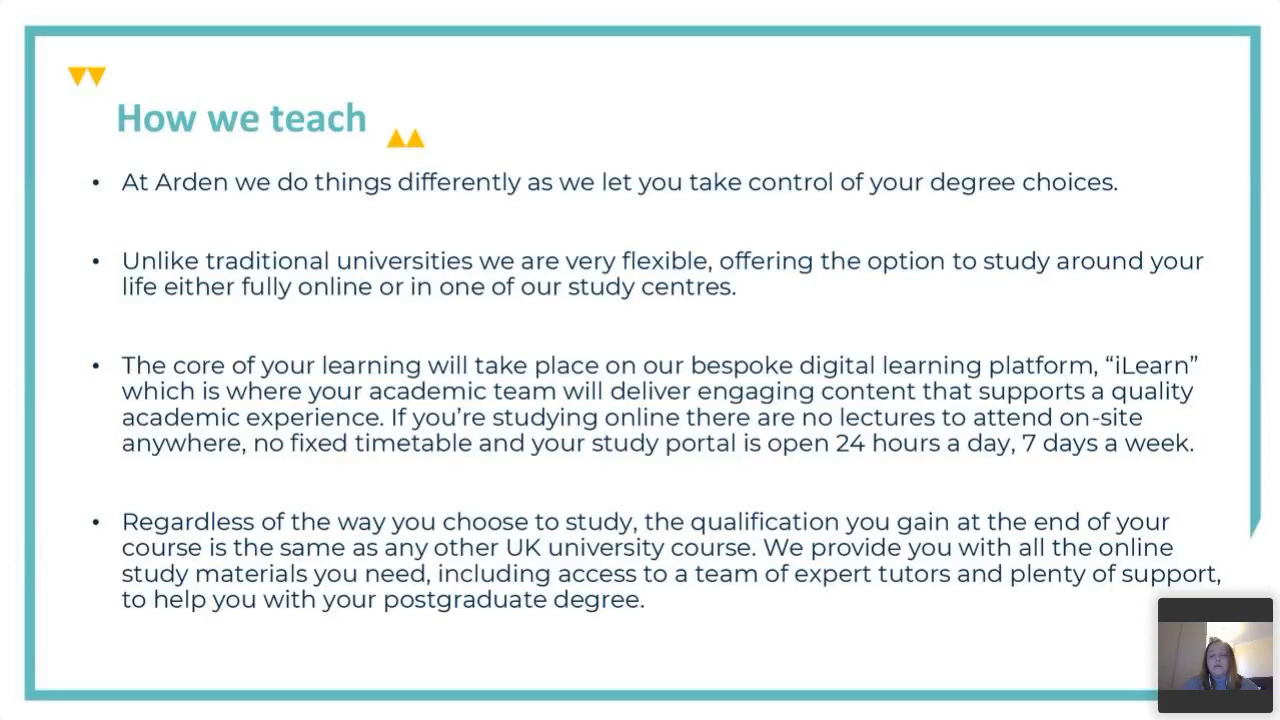 How we teach
• At Arden we do things differently as we let you take control of your degree choices.
• Unlike traditional universities we are very flexible, offering the option to study around your
life either fully online or in one of our study centres.
• The core of your learning will take place on our bespoke digital learning platform, “iLearn”
which is where your academic team will deliver engaging content that supports a quality
academic experience. If you’re studying online there are no lectures to attend on-site
anywhere, no fixed timetable and your study portal is open 24 hours a day, 7 days a week.
• Regardless of the way you choose to study, the qualification you gain at the end of your
course is the same as any other UK university course. We provide you with all the online
study materials you need, including access to a team of expert tutors and plenty of support,
to help you with your postgraduate degree.